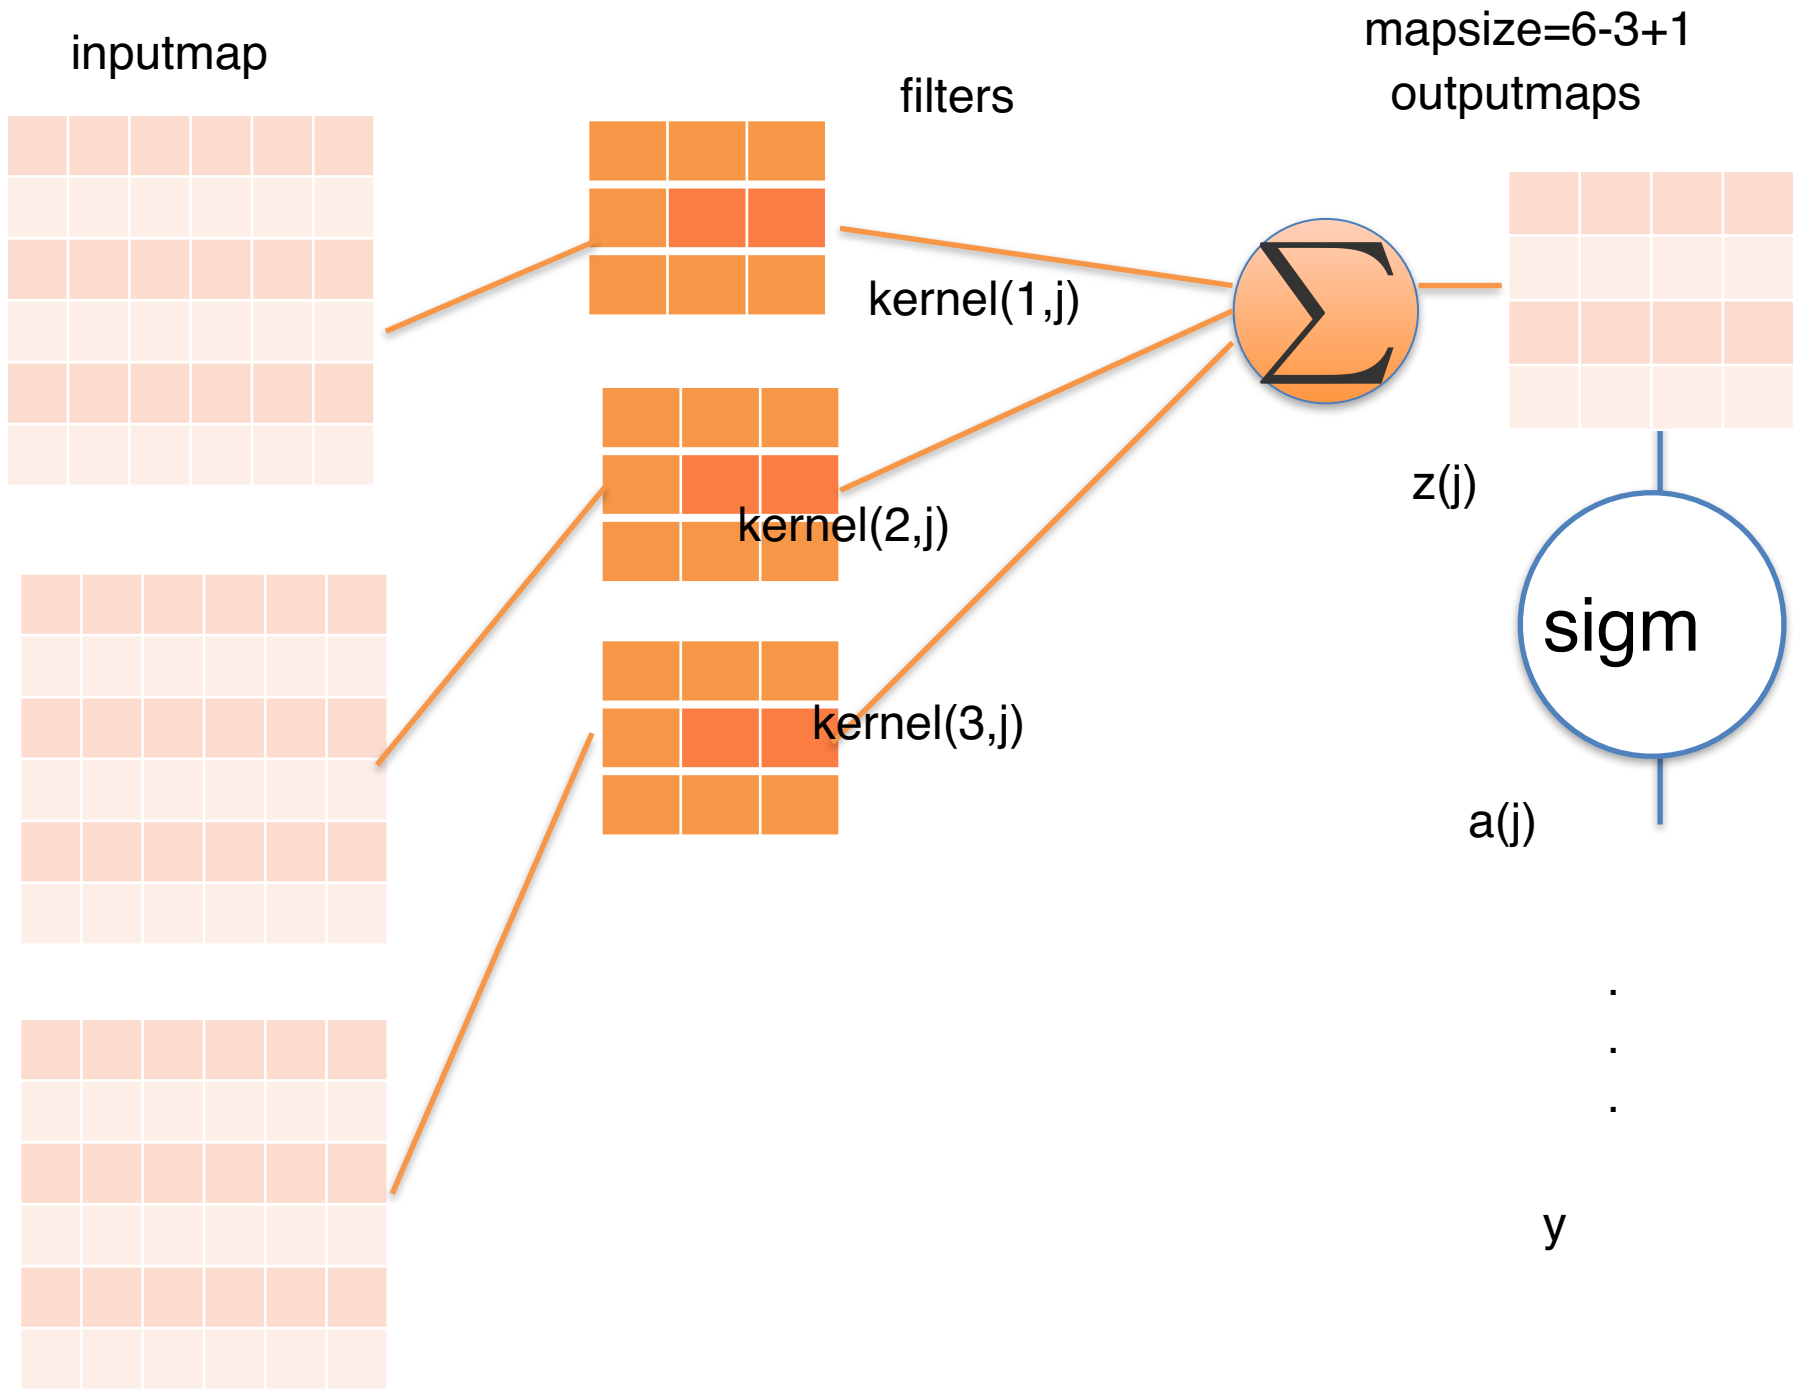 inputmap
filters
mapsize=6-3+1
outputmaps
kernel(1,j)
∑
kernel(2,j)
z(j)
sigm
kernel(3,j)
a(j)
.
.
.
y